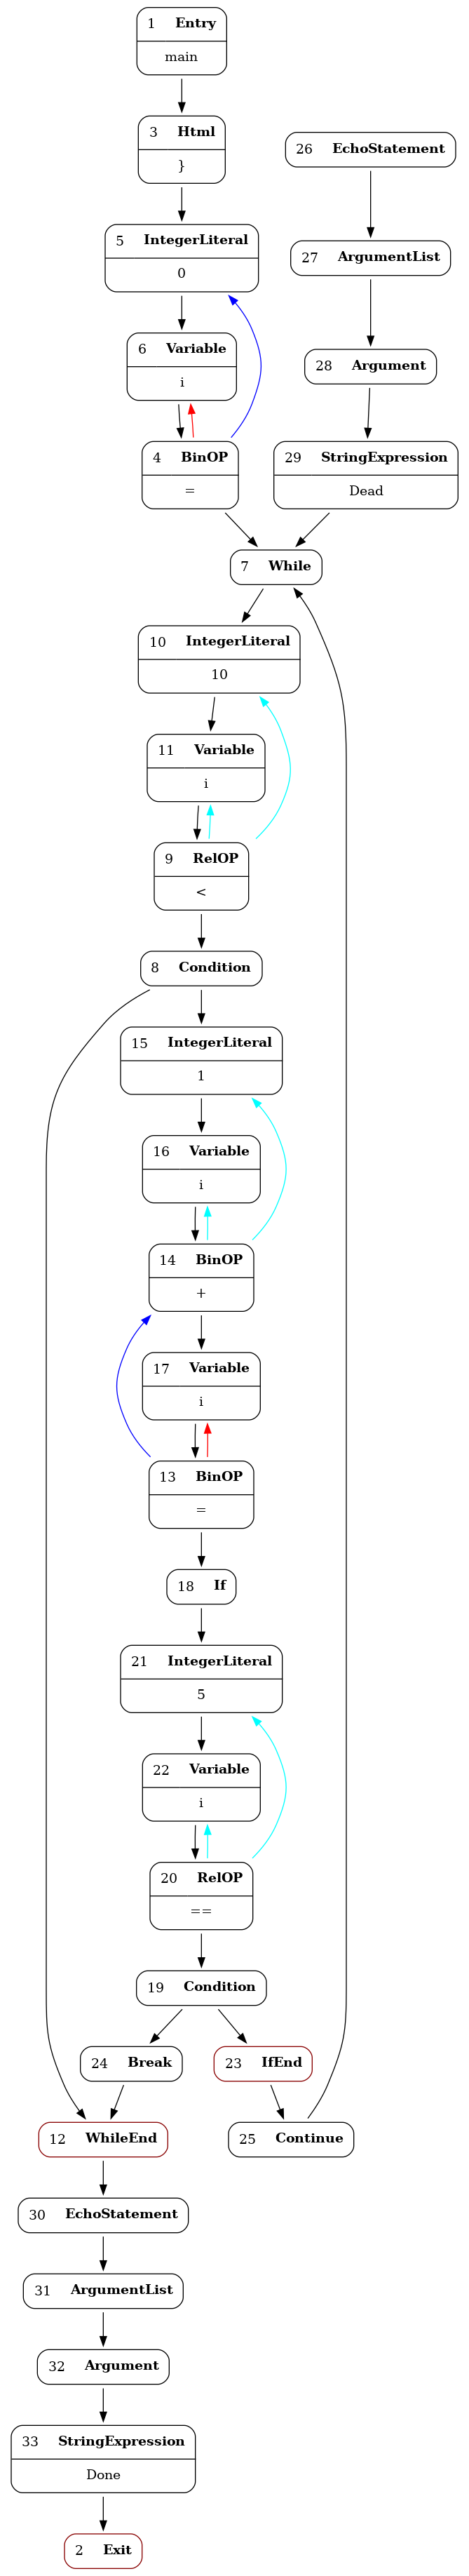 1 Entry
main
3 Html
}
26 EchoStatement
5 IntegerLiteral
0
27 ArgumentList
6 Variable
i
28 Argument
4 BinOP
=
29 StringExpression
Dead
7 While
10 IntegerLiteral
10
11 Variable
i
9 RelOP
<
8 Condition
15 IntegerLiteral
1
16 Variable
i
14 BinOP
+
17 Variable
i
13 BinOP
=
18 If
21 IntegerLiteral
5
22 Variable
i
20 RelOP
==
19 Condition
24 Break
23 IfEnd
12 WhileEnd
25 Continue
30 EchoStatement
31 ArgumentList
32 Argument
33 StringExpression
Done
2 Exit